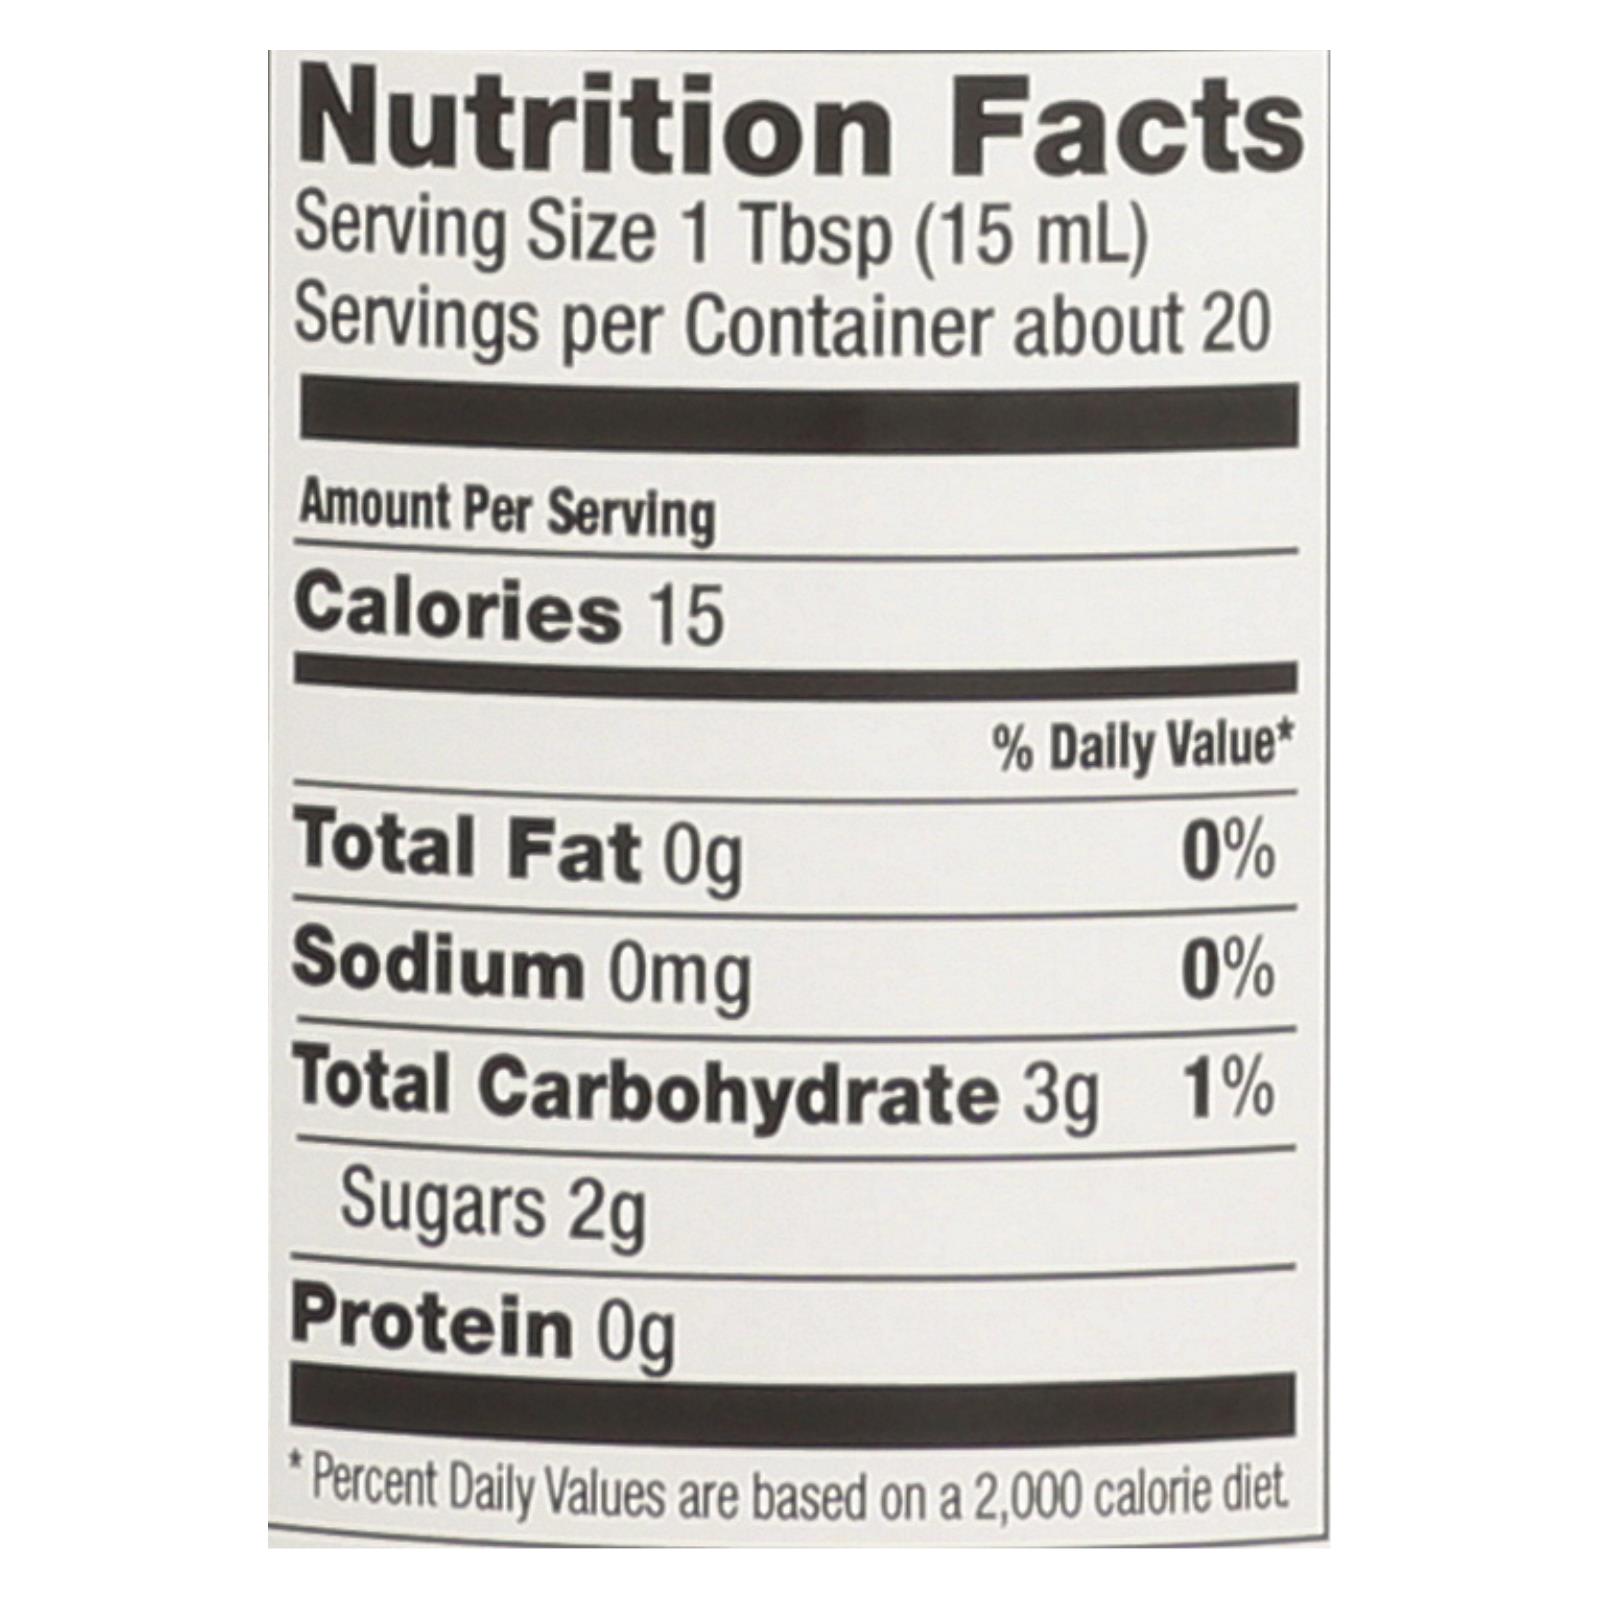 Nutrition Facts
Serving Size 1 Tbsp (15 mL)
Servings per Container about 20
Amount Per Serving
Calories 15
% Daily Value*
Total Fat 0g 0%
Sodium 0mg 0%
Total Carbohydrate 3g 1%
Sugars 2g
Protein 0g
* Percent Daily Values are based on a 2,000 calorie diet.